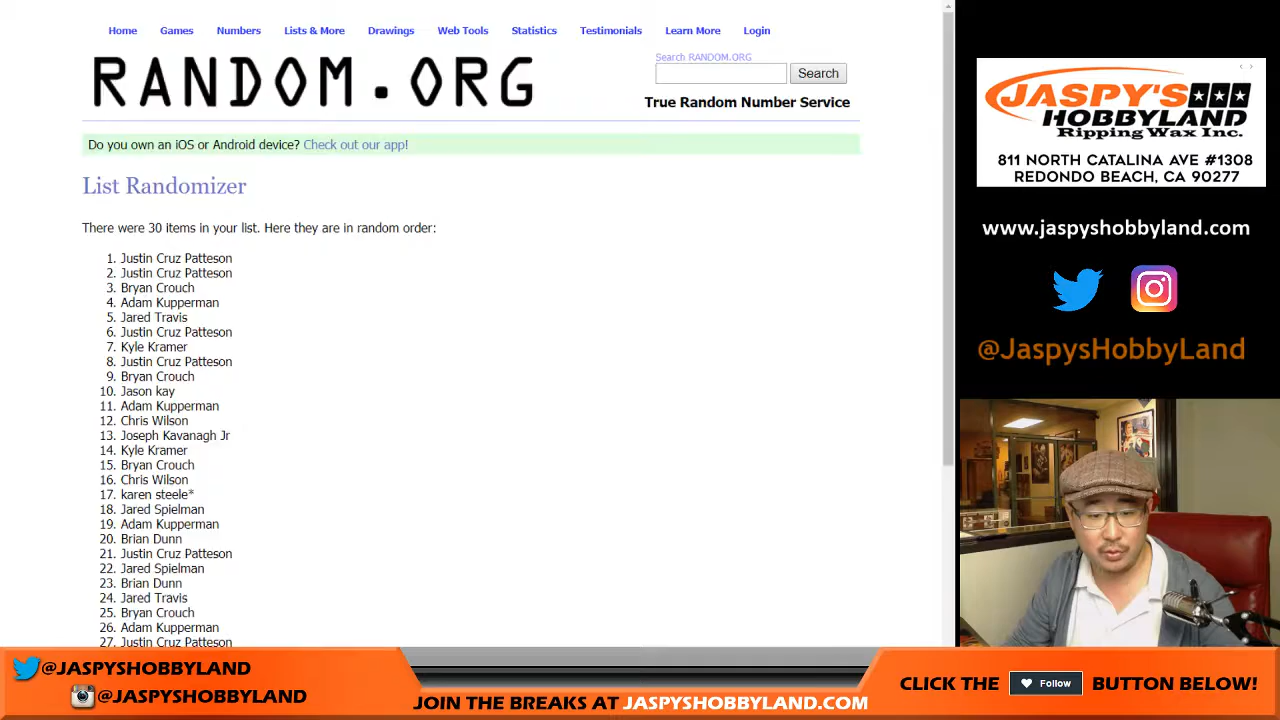 Home Games Numbers Lists & More Drawings Web Tools Statistics Testimonials Learn More Login
RANDOM.ORG
Search RANDOM.ORG
Search
True Random Number Service
Do you own an iOS or Android device? Check out our app!
List Randomizer
There were 30 items in your list. Here they are in random order:
1. Justin Cruz Patteson
2. Justin Cruz Patteson
3. Bryan Crouch
4. Adam Kupperman
5. Jared Travis
6. Justin Cruz Patteson
7. Kyle Kramer
8. Justin Cruz Patteson
9. Bryan Crouch
10. Jason kay
11. Adam Kupperman
12. Chris Wilson
13. Joseph Kavanagh Jr
14. Kyle Kramer
15. Bryan Crouch
16. Chris Wilson
17. karen steele*
18. Jared Spielman
19. Adam Kupperman
20. Brian Dunn
21. Justin Cruz Patteson
22. Jared Spielman
23. Brian Dunn
24. Jared Travis
25. Bryan Crouch
26. Adam Kupperman
27. Justin Cruz Patteson
JASPY'S
HOBBYLAND
Ripping Wax Inc.
811 NORTH CATALINA AVE #1308
REDONDO BEACH, CA 90277
www.jaspyshobbyland.com
@JaspysHobbyLand
@JASPYSHOBBYLAND
@JASPYSHOBBYLAND
JOIN THE BREAKS AT JASPYSHOBBYLAND.COM
CLICK THE Follow BUTTON BELOW!